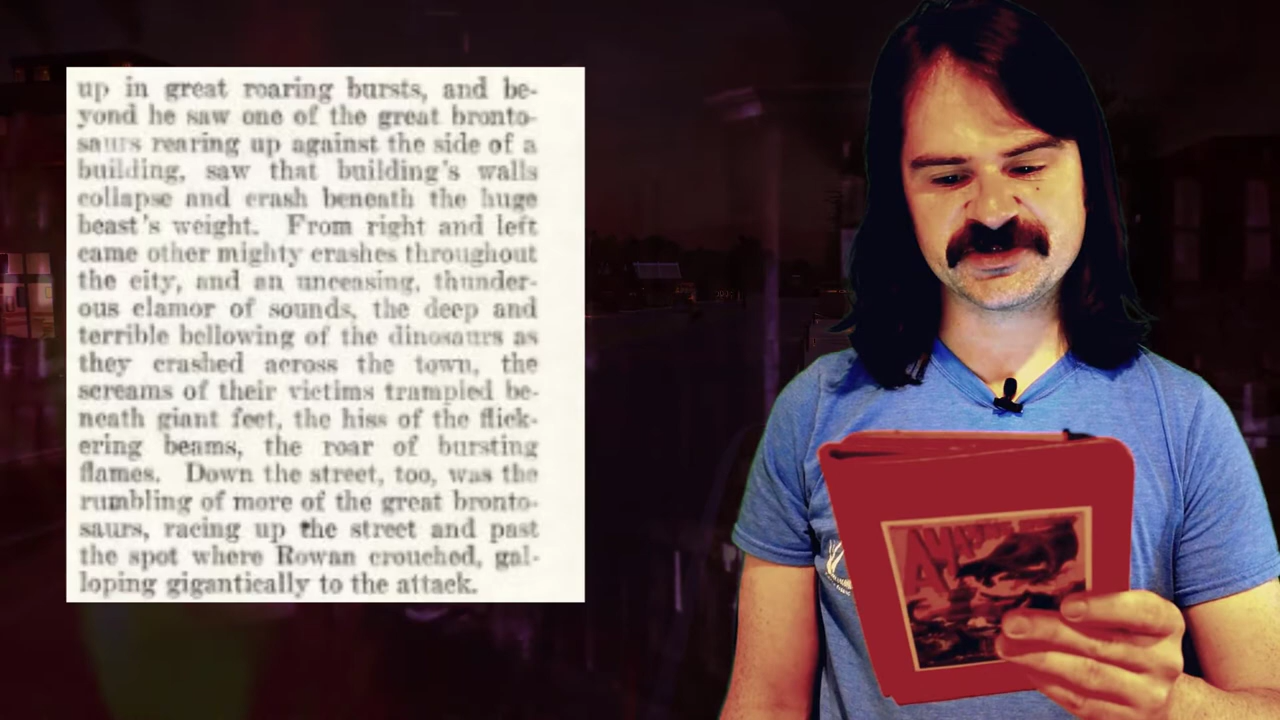 up in great roaring bursts, and be-
yond he saw one of the great bronto-
saurs rearing up against the side of a
building, saw that building's walls
collapse and crash beneath the huge
beast's weight. From right and left
came other mighty crashes throughout
the city, and an unceasing, thunder-
ous clamor of sounds, the deep and
terrible bellowing of the dinosaurs as
they crashed across the town, the
screams of their victims trampled be-
neath giant feet, the hiss of the flick-
ering beams, the roar of bursting
flames. Down the street, too, was the
rumbling of more of the great bronto-
saurs, racing up the street and past
the spot where Rowan crouched, gal-
loping gigantically to the attack.